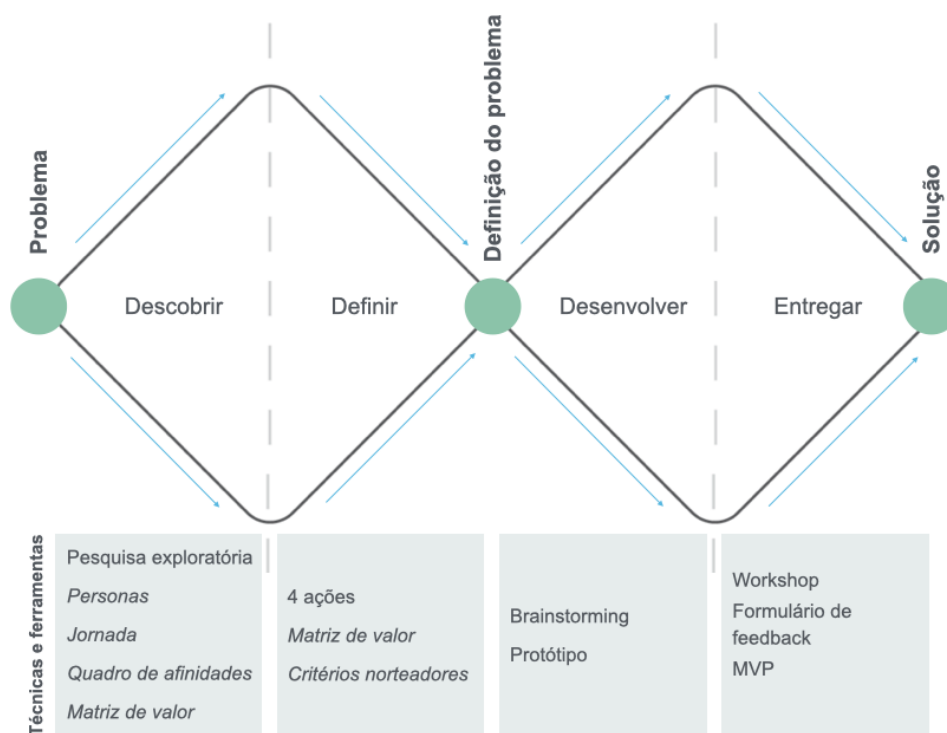 Problema
Definição do problema
Solução
Descobrir
Definir
Desenvolver
Entregar
Técnicas e ferramentas
Pesquisa exploratória
Personas
Jornada
Quadro de afinidades
Matriz de valor
4 ações
Matriz de valor
Critérios norteadores
Brainstorming
Protótipo
Workshop
Formulário de
feedback
MVP